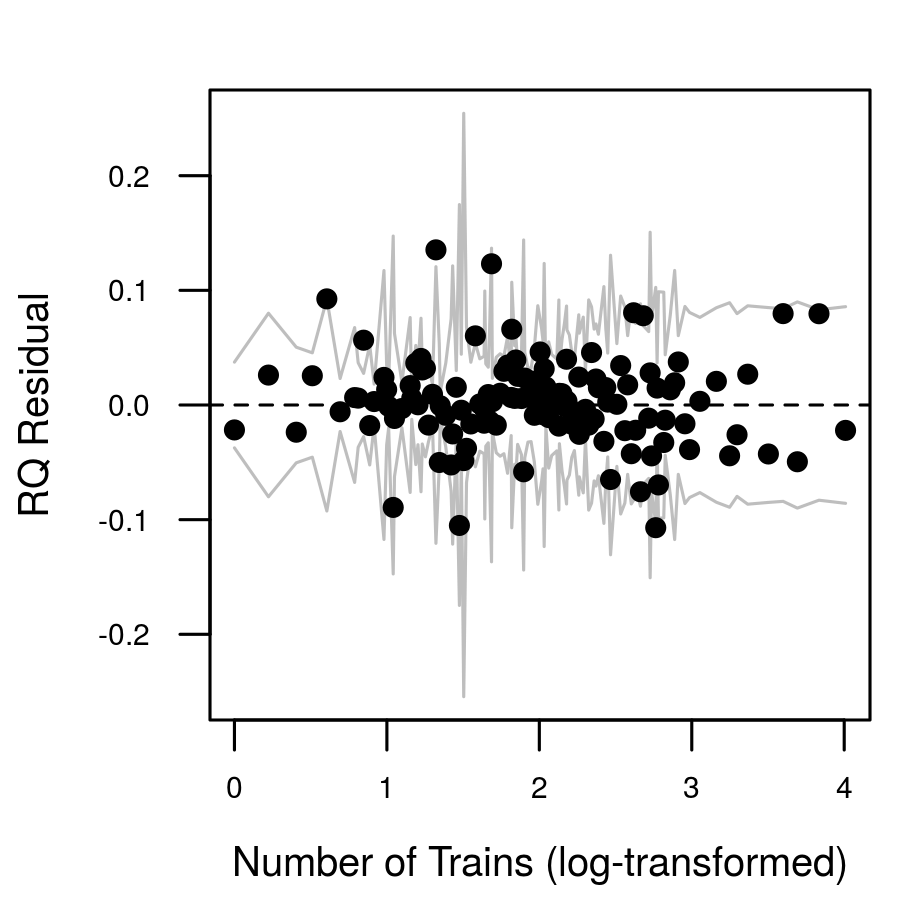 RQ Residual
0.2
0.1
0.0
-0.1
-0.2
0 1 2 3 4
Number of Trains (log-transformed)